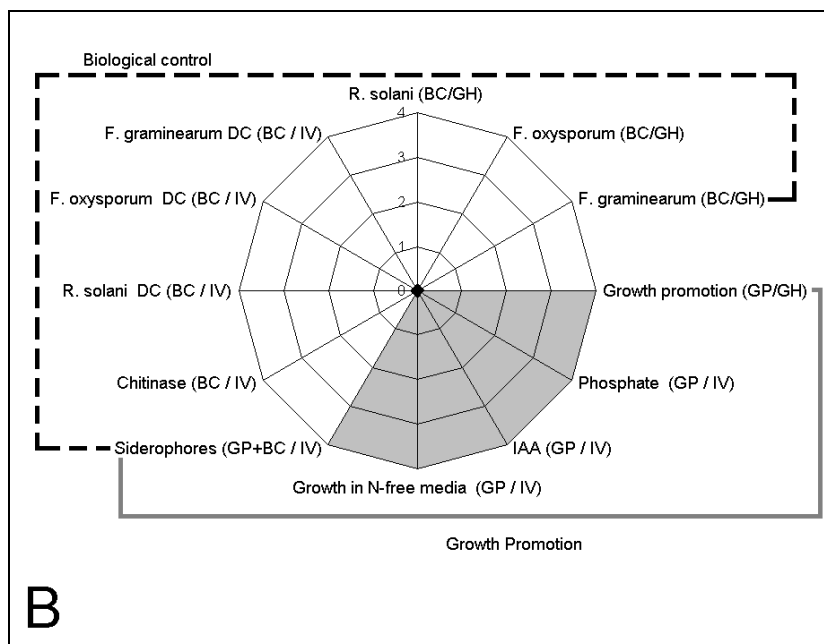 Biological control
R. solani (BC/GH)
F. graminearum DC (BC / IV)
F. oxysporum (BC/GH)
F. oxysporum DC (BC / IV)
F. graminearum (BC/GH)
R. solani DC (BC / IV)
Growth promotion (GP/GH)
Chitinase (BC / IV)
Phosphate (GP / IV)
Siderophores (GP+BC / IV)
IAA (GP / IV)
Growth in N-free media (GP / IV)
4
3
2
1
0
Growth Promotion
B